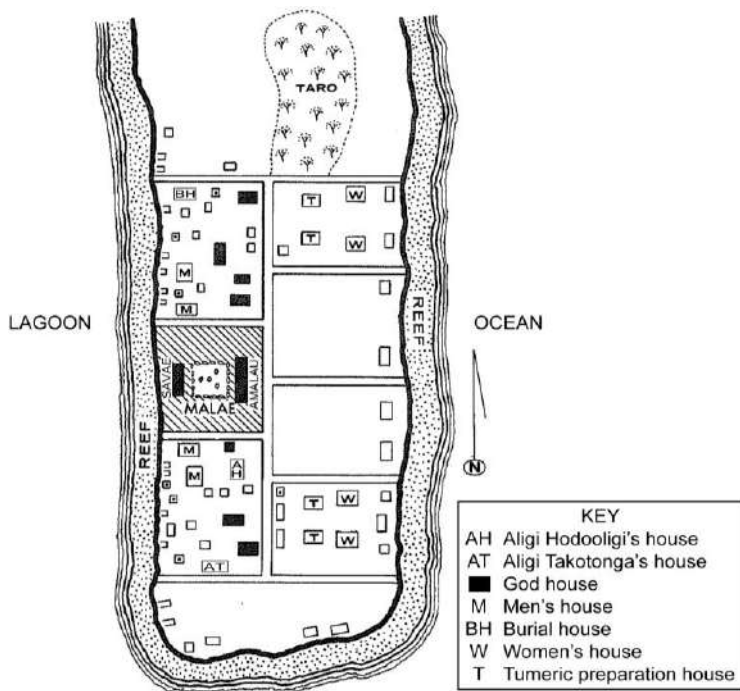 TARO
BH
T
W
T
W
M
M
LAGOON
REEF
OCEAN
SAVAE
AMALAU
MALAE
REEF
N
M
M
AH
T
W
T
W
AT
KEY
AH Aligi Hodooligi's house
AT Aligi Takotonga's house
God house
M Men's house
BH Burial house
W Women's house
T Tumeric preparation house